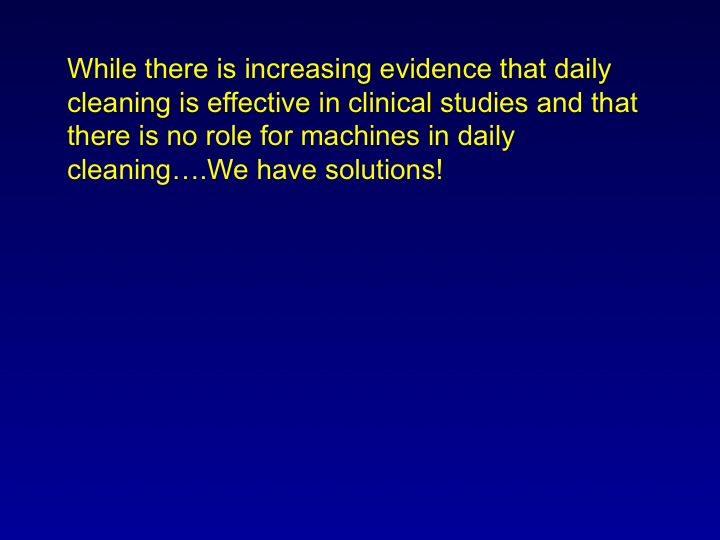 While there is increasing evidence that daily
cleaning is effective in clinical studies and that
there is no role for machines in daily
cleaning….We have solutions!